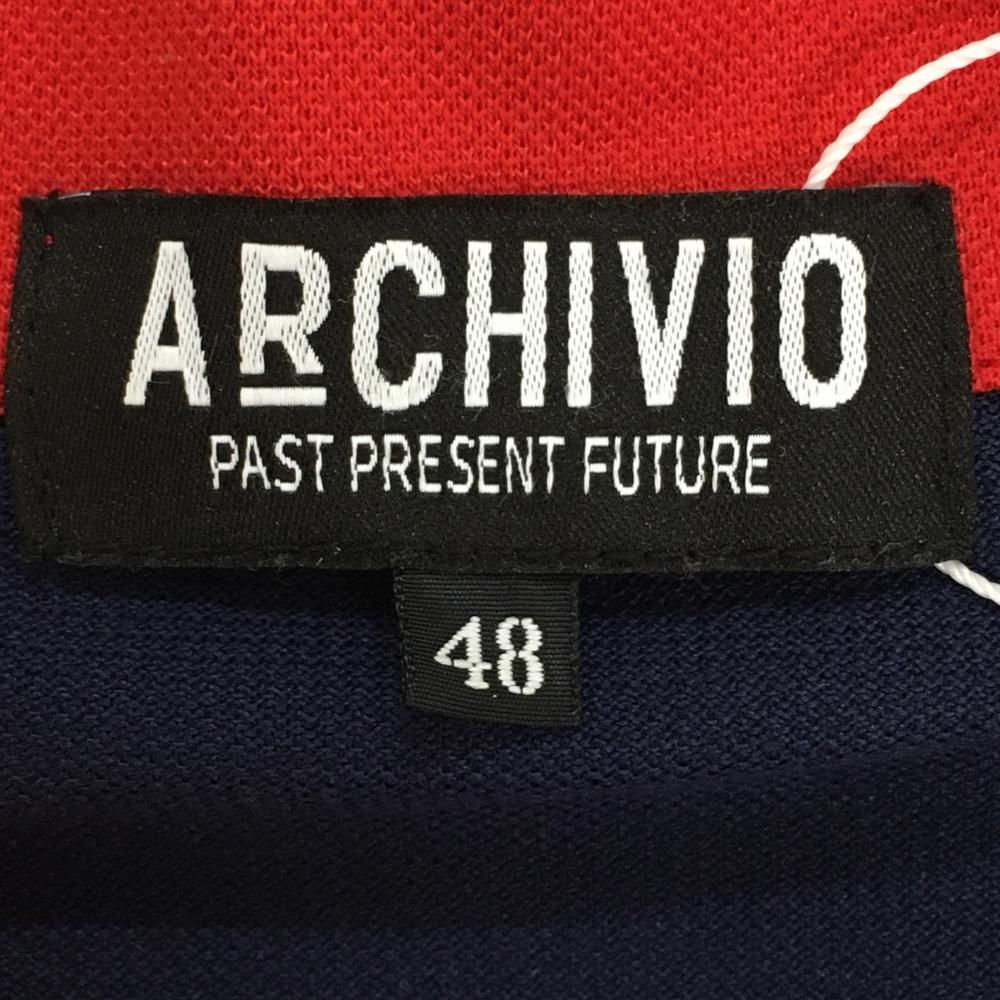 ARCHIVIO
PAST PRESENT FUTURE
48